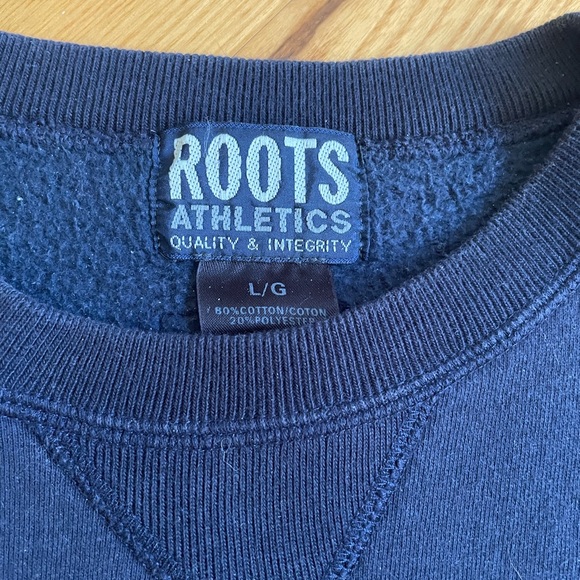 ROOTS
ATHLETICS
QUALITY & INTEGRITY
L/G
80%COTTON/COTON
20%POLYESTER